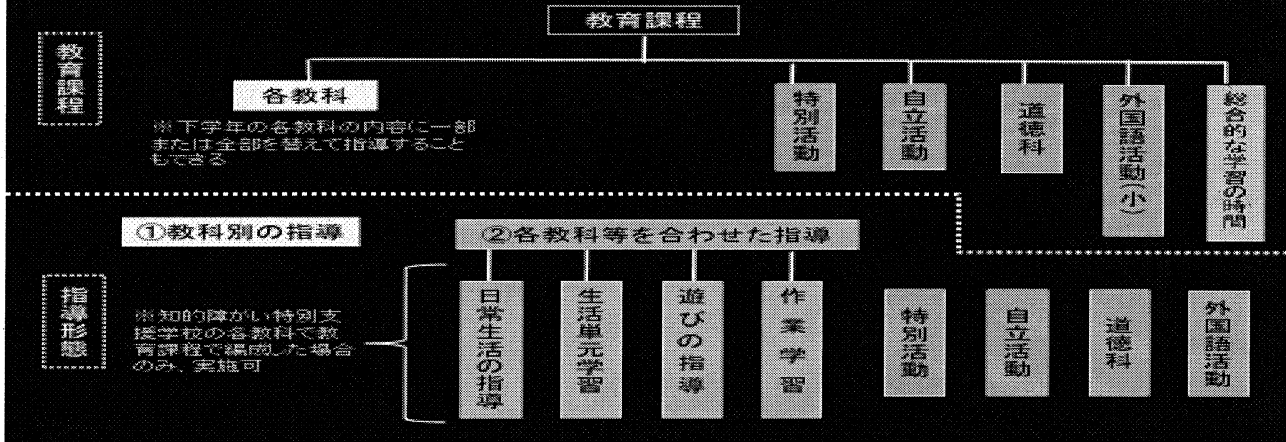 教育課程
教育課程
各教科
※下学年の各教科の内容に一部
または全部を替えて指導すること
もできる
特別活動
自立活動
道徳科
外国語活動(小)
総合的な学習の時間
①教科別の指導
②各教科等を合わせた指導
指導形態
※知的障がい特別支
援学校の各教科で教
育課程で編成した場合
のみ、実施可
日常生活の指導
生活単元学習
遊びの指導
作業学習
特別活動
自立活動
道徳科
外国語活動